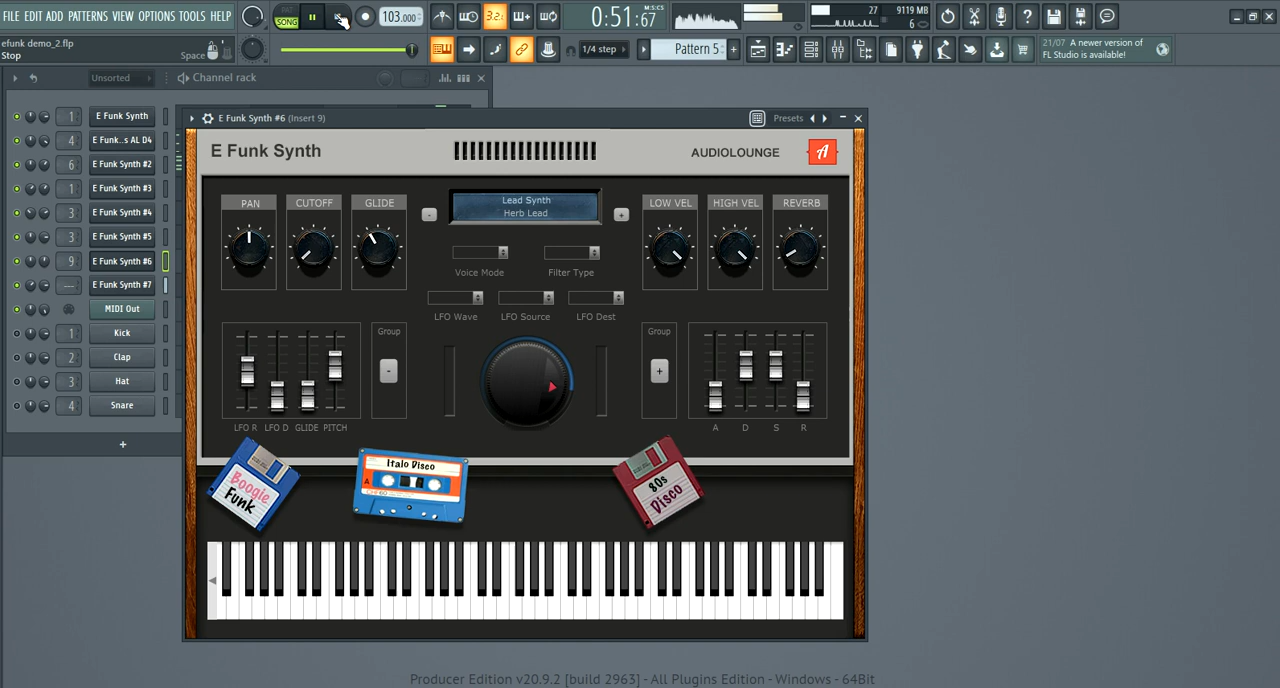 FILE EDIT ADD PATTERNS VIEW OPTIONS TOOLS HELP
PAT
SONG
103.000
3.2.
0:51:67
M:S:CS
27
9119 MB
6
efunk demo_2.flp
Stop
Space
1/4 step
Pattern 5
21/07 A newer version of
FL Studio is available!
Unsorted
Channel rack
1 E Funk Synth
4 E Funk..s AL D4
6 E Funk Synth #2
1 E Funk Synth #3
3 E Funk Synth #4
3 E Funk Synth #5
9 E Funk Synth #6
--- E Funk Synth #7
MIDI Out
1 Kick
2 Clap
3 Hat
4 Snare
+
E Funk Synth #6 (Insert 9)
Presets
E Funk Synth
AUDIOLOUNGE
A
PAN
CUTOFF
GLIDE
-
Lead Synth
Herb Lead
+
LOW VEL
HIGH VEL
REVERB
Voice Mode
Filter Type
LFO Wave
LFO Source
LFO Dest
Group
-
Group
+
LFO R
LFO D
GLIDE
PITCH
A
D
S
R
Boogie
Funk
Italo Disco
A
80s
Disco
Producer Edition v20.9.2 [build 2963] - All Plugins Edition - Windows - 64Bit